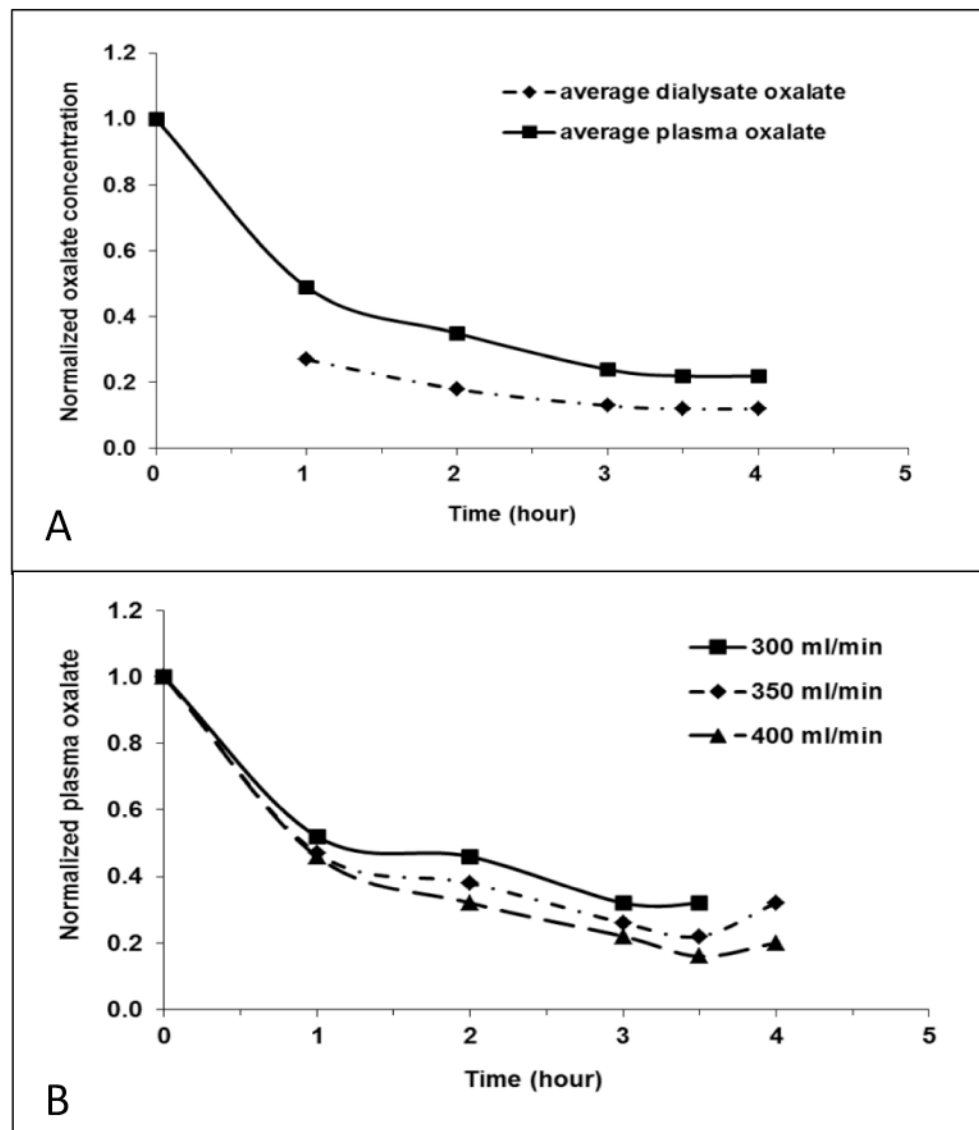 1.2
1.0
0.8
0.6
0.4
0.2
0.0
Normalized oxalate concentration
average dialysate oxalate
average plasma oxalate
0 1 2 3 4 5
Time (hour)
A
1.2
1.0
0.8
0.6
0.4
0.2
0.0
Normalized plasma oxalate
300 ml/min
350 ml/min
400 ml/min
0 1 2 3 4 5
Time (hour)
B